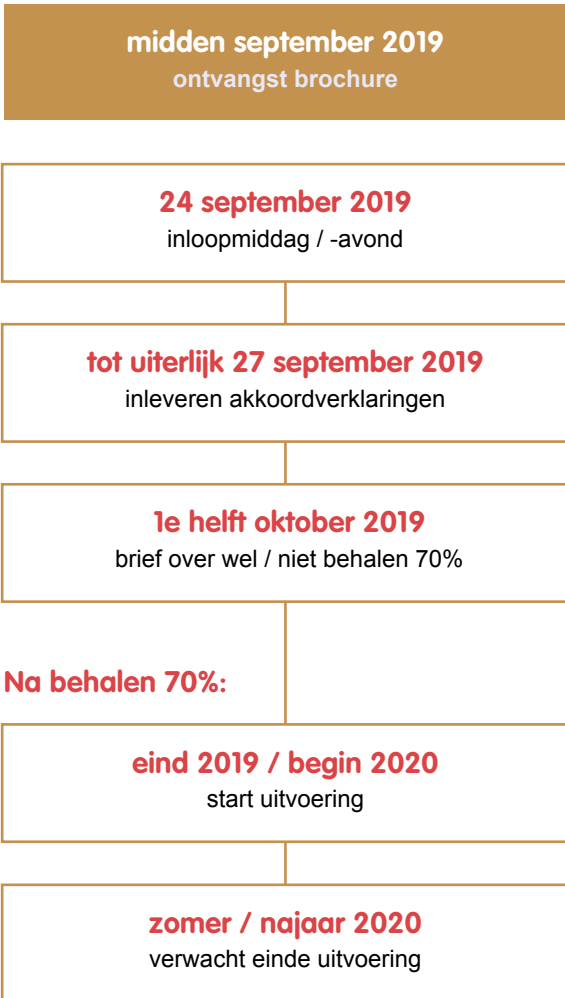 midden september 2019
ontvangst brochure
24 september 2019
inloopmiddag / -avond
tot uiterlijk 27 september 2019
inleveren akkoordverklaringen
1e helft oktober 2019
brief over wel / niet behalen 70%
Na behalen 70%:
eind 2019 / begin 2020
start uitvoering
zomer / najaar 2020
verwacht einde uitvoering